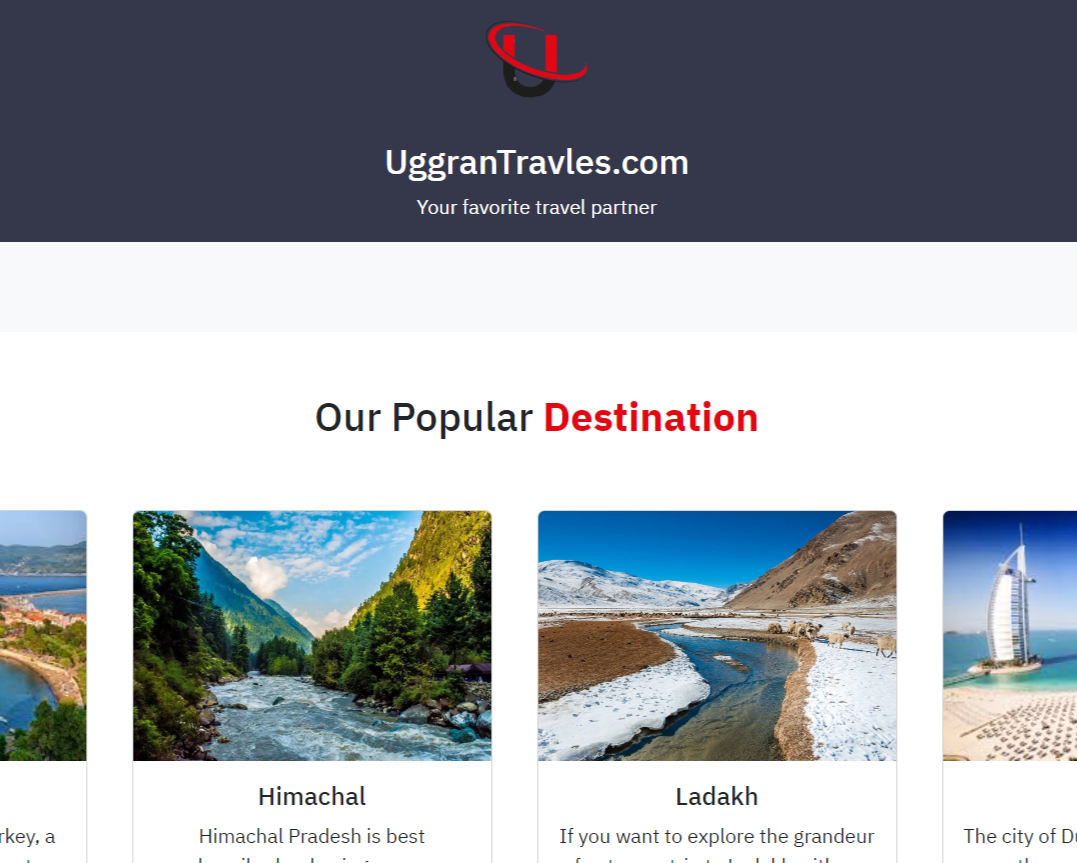 U
UggranTravles.com
Your favorite travel partner
Our Popular Destination
Himachal
Ladakh
rkey, a
Himachal Pradesh is best
If you want to explore the grandeur
The city of Du